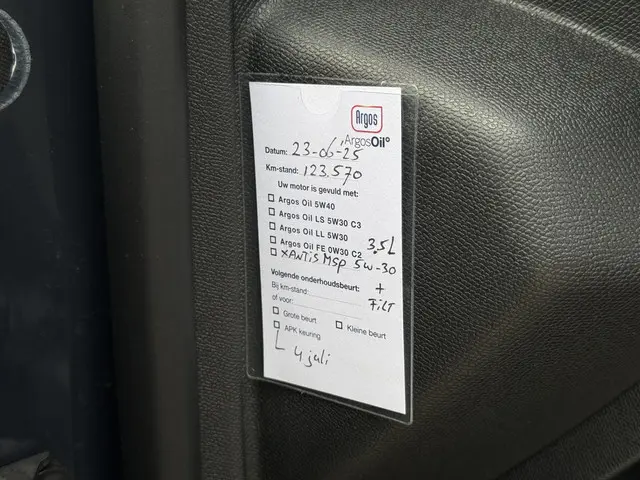 Argos
ArgosOil
Datum: 23-06-25
Km-stand: 123.570
Uw motor is gevuld met:
Argos Oil 5W40
Argos Oil LS 5W30 C3
Argos Oil LL 5W30
Argos Oil FE 0W30 C2 3,5L
XANTIS MSP 5W-30
Volgende onderhoudsbeurt: +
Bij km-stand: FILT
of voor:
Grote beurt Kleine beurt
APK keuring
4 juli